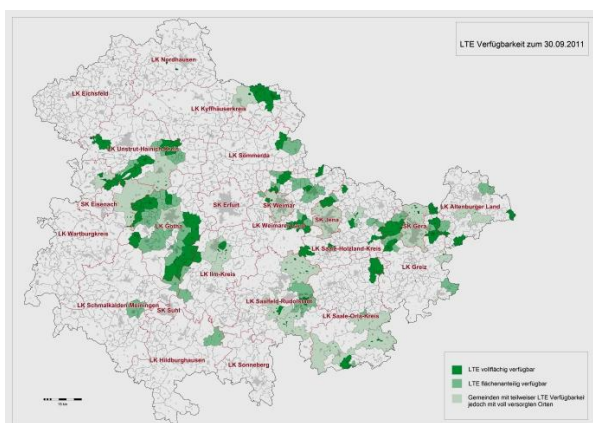 LTE Verfügbarkeit zum 30.09.2011
LK Nordhausen
LK Eichsfeld
LK Kyffhäuserkreis
LK Unstrut-Hainich-Kreis
LK Sömmerda
SK Eisenach
SK Erfurt
SK Weimar
SK Jena
SK Gera
LK Altenburger Land
LK Gotha
LK Weimarer Land
LK Wartburgkreis
LK Saale-Holzland-Kreis
LK Greiz
LK Ilm-Kreis
LK Schmalkalden-Meiningen
SK Suhl
LK Saalfeld-Rudolstadt
LK Saale-Orla-Kreis
LK Hildburghausen
LK Sonneberg
LTE vollflächig verfügbar
LTE flächenanteilig verfügbar
Gemeinden mit teilweiser LTE Verfügbarkei
jedoch mit voll versorgten Orten